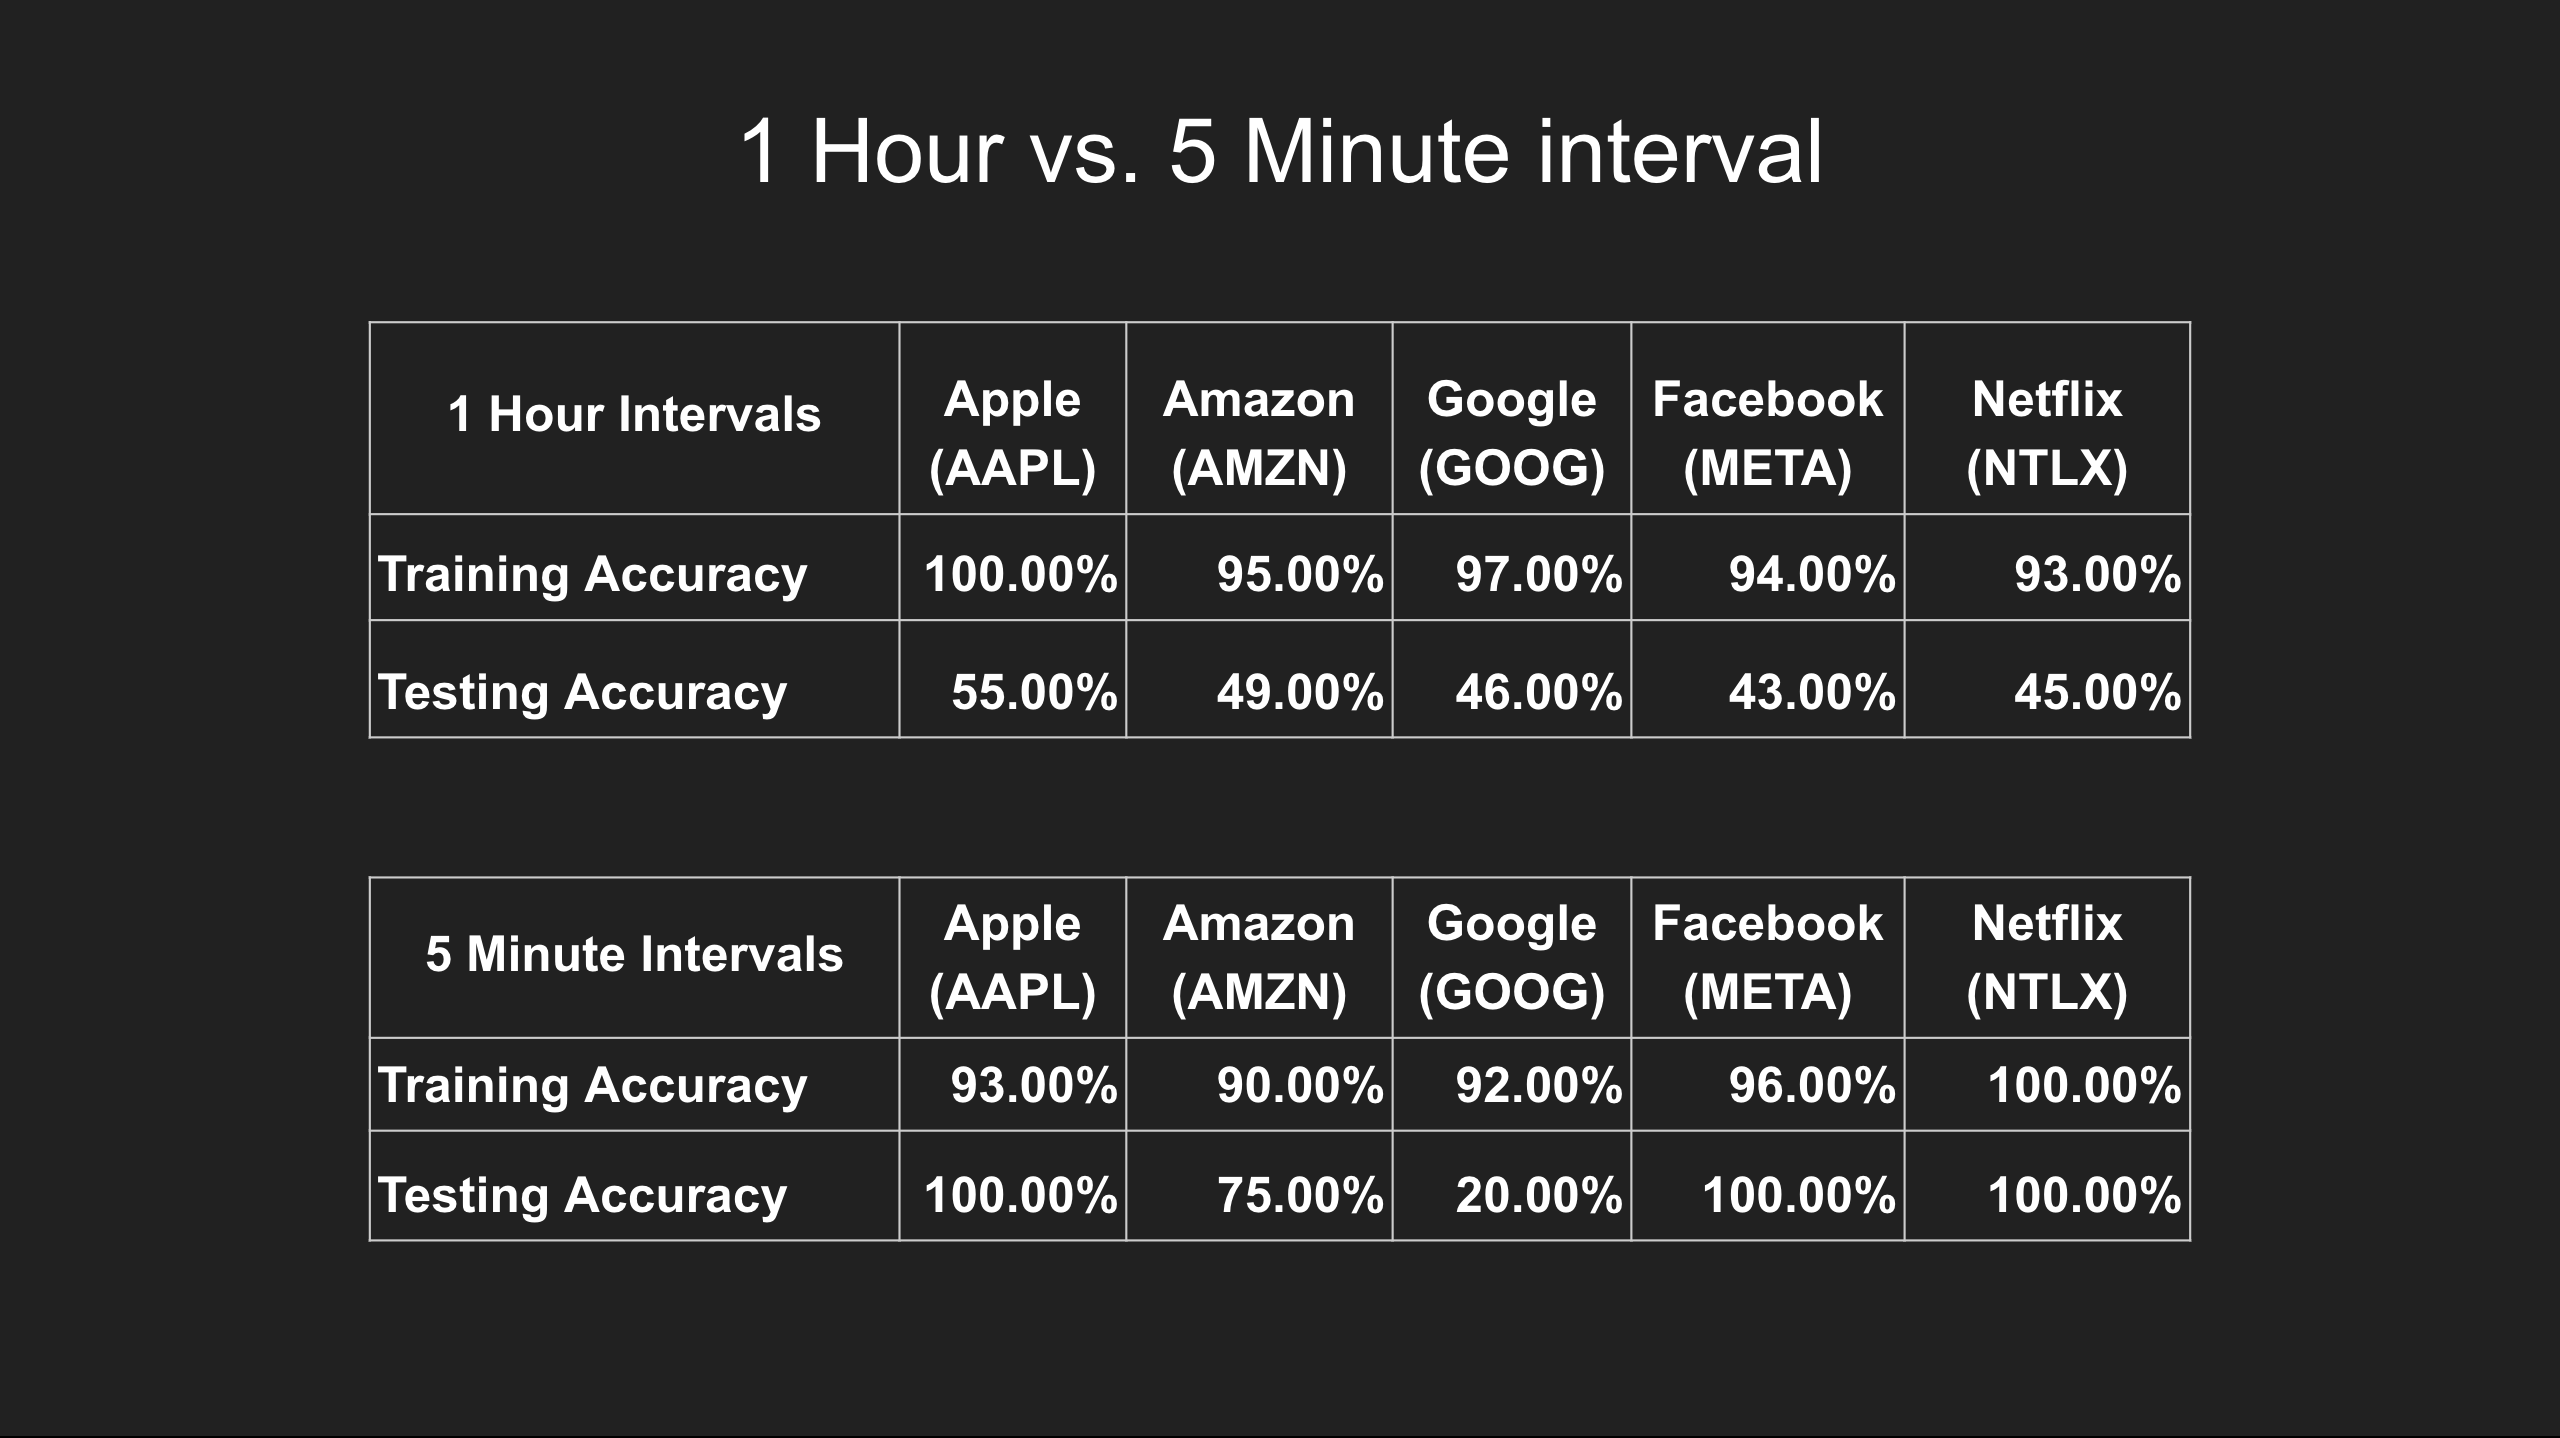 1 Hour vs. 5 Minute interval
1 Hour Intervals
Apple
(AAPL)
Amazon
(AMZN)
Google
(GOOG)
Facebook
(META)
Netflix
(NTLX)
Training Accuracy 100.00% 95.00% 97.00% 94.00% 93.00%
Testing Accuracy 55.00% 49.00% 46.00% 43.00% 45.00%
5 Minute Intervals
Apple
(AAPL)
Amazon
(AMZN)
Google
(GOOG)
Facebook
(META)
Netflix
(NTLX)
Training Accuracy 93.00% 90.00% 92.00% 96.00% 100.00%
Testing Accuracy 100.00% 75.00% 20.00% 100.00% 100.00%